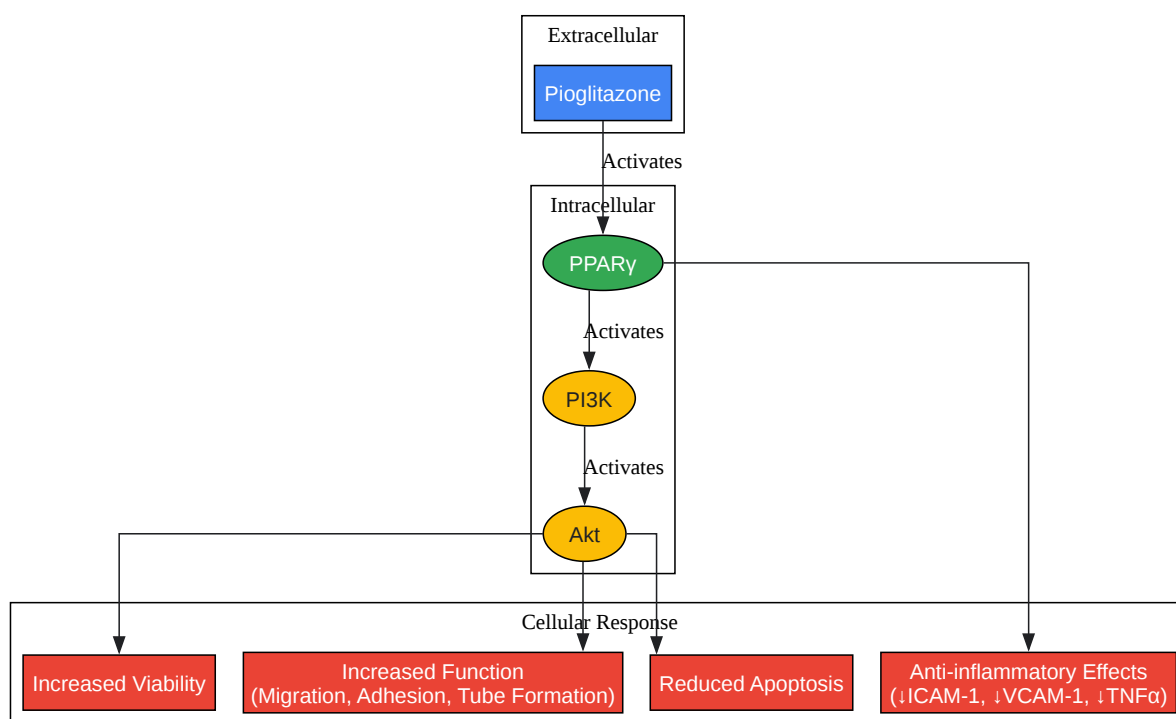 Extracellular
Pioglitazone
Activates
Intracellular
PPARγ
Activates
PI3K
Activates
Akt
Cellular Response
Increased Viability
Increased Function
(Migration, Adhesion, Tube Formation)
Reduced Apoptosis
Anti-inflammatory Effects
(↓ICAM-1, ↓VCAM-1, ↓TNFα)